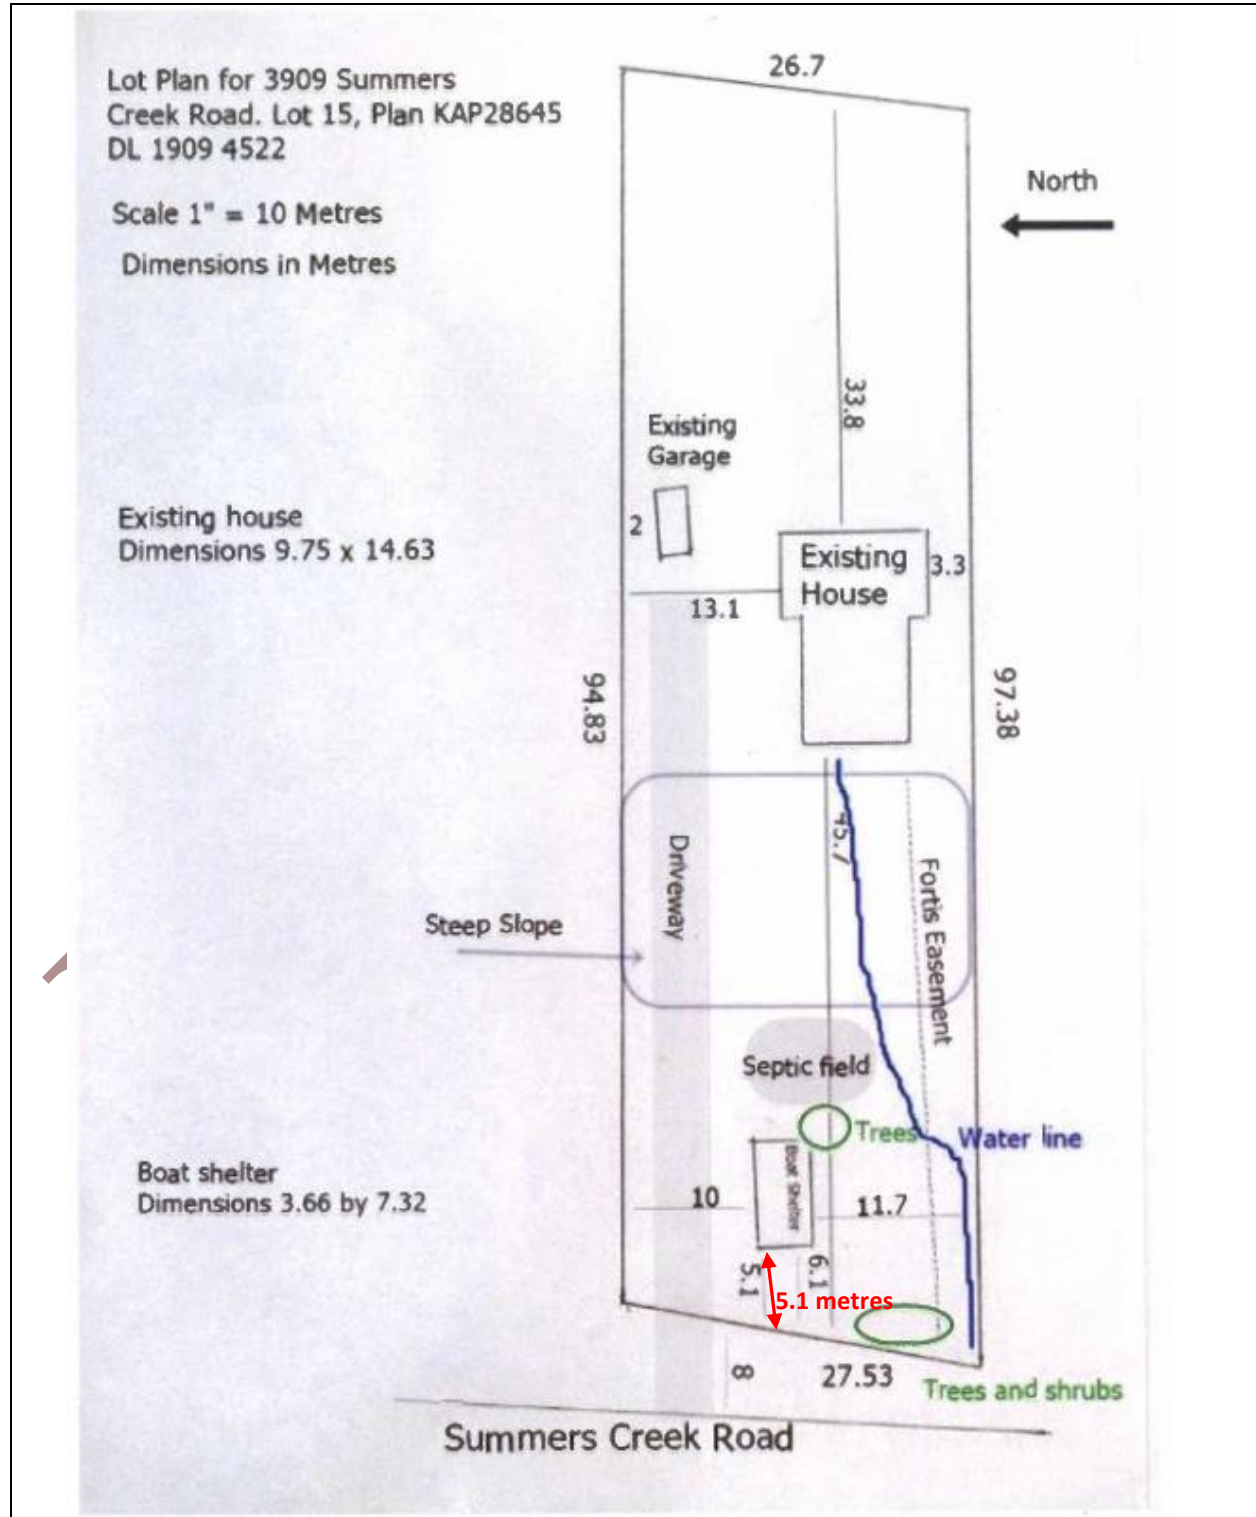 26.7
Lot Plan for 3909 Summers
Creek Road. Lot 15, Plan KAP28645
DL 1909 4522
North
Scale 1" = 10 Metres
Dimensions in Metres
33.8
Existing
Garage
Existing house
Dimensions 9.75 x 14.63
2
Existing
House
3.3
13.1
94.83
97.38
45.7
Driveway
Fortis Easement
Steep Slope
Septic field
Trees
Water line
Boat shelter
Dimensions 3.66 by 7.32
Boat Shelter
10
11.7
5.1
6.1
5.1 metres
8
27.53
Trees and shrubs
Summers Creek Road